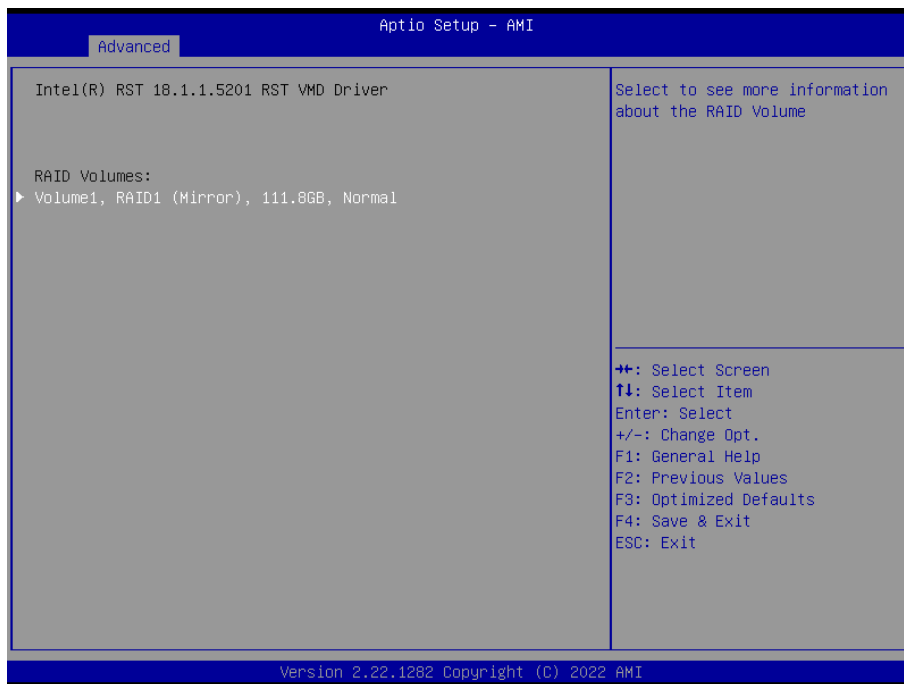 Aptio Setup – AMI
Advanced
Intel(R) RST 18.1.1.5201 RST VMD Driver
RAID Volumes:
Volume1, RAID1 (Mirror), 111.8GB, Normal
Select to see more information
about the RAID Volume
→←: Select Screen
↑↓: Select Item
Enter: Select
+/-: Change Opt.
F1: General Help
F2: Previous Values
F3: Optimized Defaults
F4: Save & Exit
ESC: Exit
Version 2.22.1282 Copyright (C) 2022 AMI